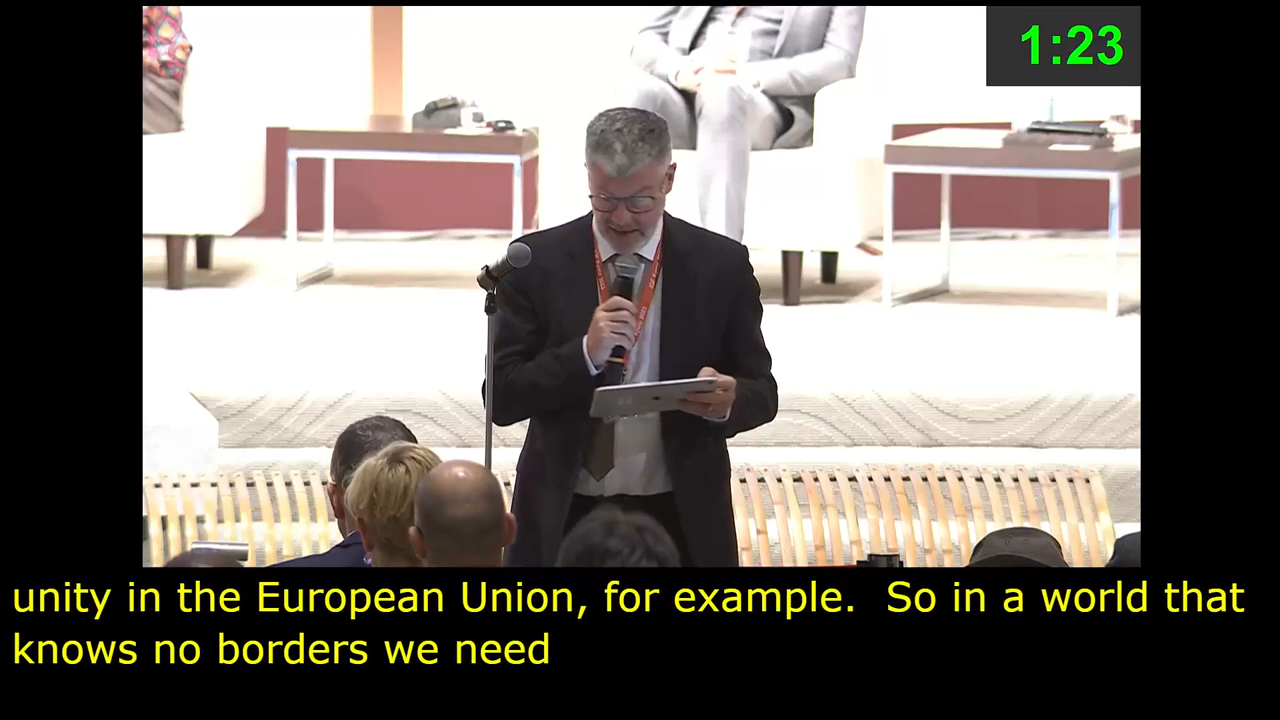 1:23
unity in the European Union, for example.  So in a world that
knows no borders we need